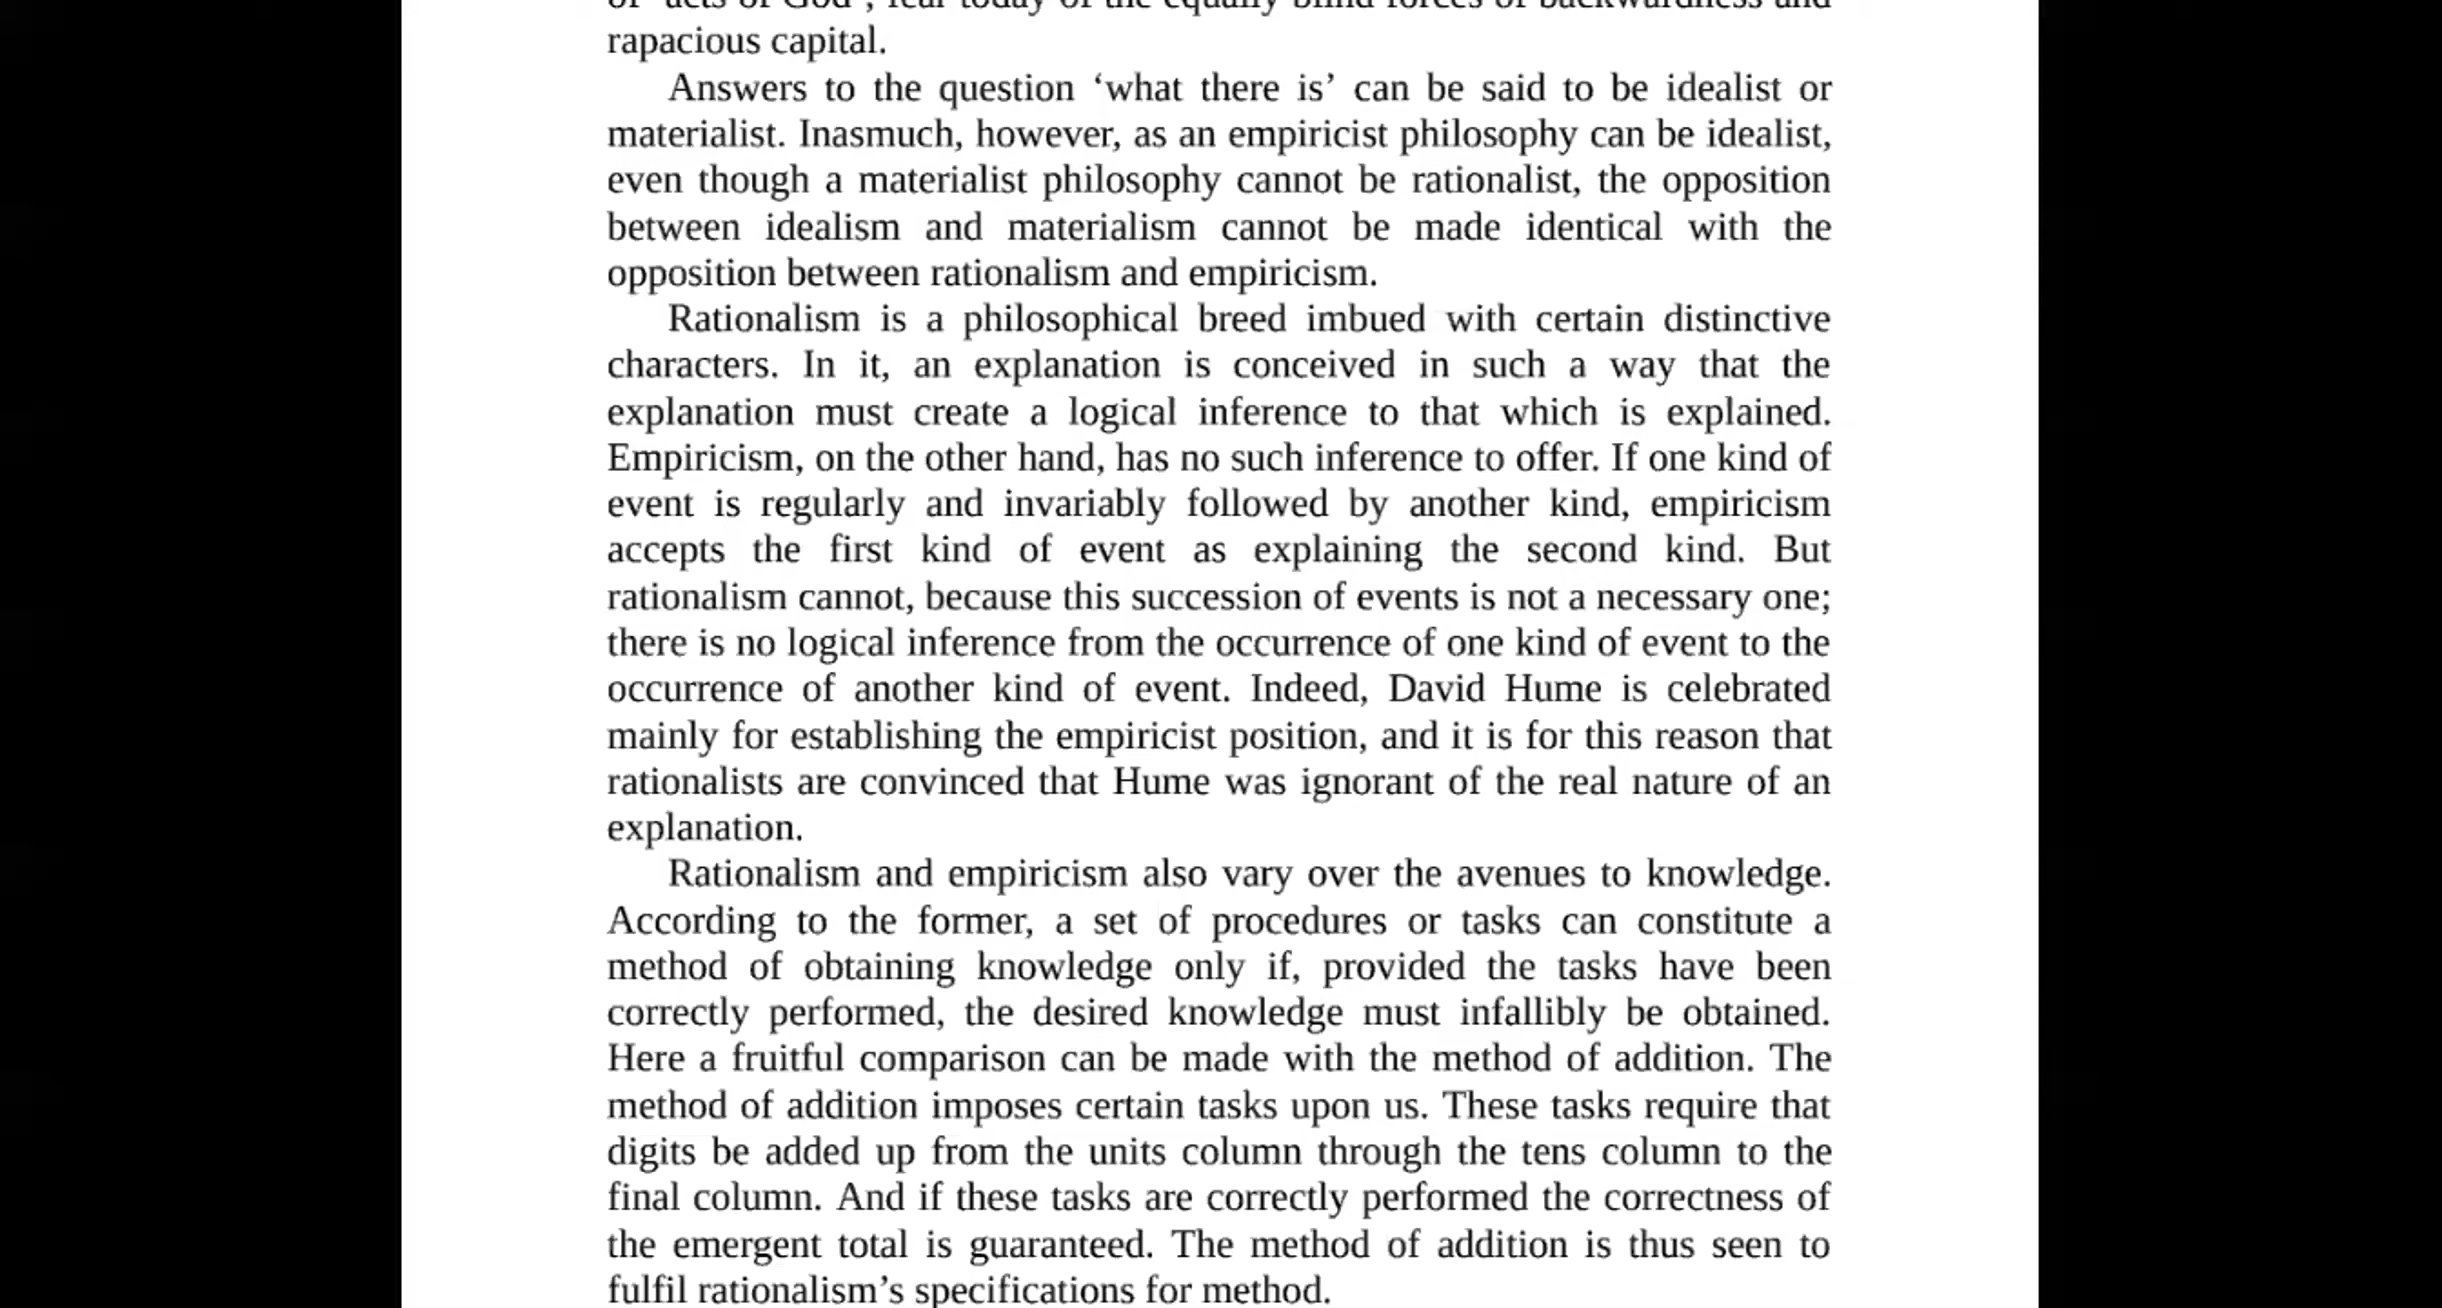 of ‘acts of God’, fear today of the equally blind forces of backwardness and
rapacious capital.
Answers to the question ‘what there is’ can be said to be idealist or
materialist. Inasmuch, however, as an empiricist philosophy can be idealist,
even though a materialist philosophy cannot be rationalist, the opposition
between idealism and materialism cannot be made identical with the
opposition between rationalism and empiricism.
Rationalism is a philosophical breed imbued with certain distinctive
characters. In it, an explanation is conceived in such a way that the
explanation must create a logical inference to that which is explained.
Empiricism, on the other hand, has no such inference to offer. If one kind of
event is regularly and invariably followed by another kind, empiricism
accepts the first kind of event as explaining the second kind. But
rationalism cannot, because this succession of events is not a necessary one;
there is no logical inference from the occurrence of one kind of event to the
occurrence of another kind of event. Indeed, David Hume is celebrated
mainly for establishing the empiricist position, and it is for this reason that
rationalists are convinced that Hume was ignorant of the real nature of an
explanation.
Rationalism and empiricism also vary over the avenues to knowledge.
According to the former, a set of procedures or tasks can constitute a
method of obtaining knowledge only if, provided the tasks have been
correctly performed, the desired knowledge must infallibly be obtained.
Here a fruitful comparison can be made with the method of addition. The
method of addition imposes certain tasks upon us. These tasks require that
digits be added up from the units column through the tens column to the
final column. And if these tasks are correctly performed the correctness of
the emergent total is guaranteed. The method of addition is thus seen to
fulfil rationalism’s specifications for method.